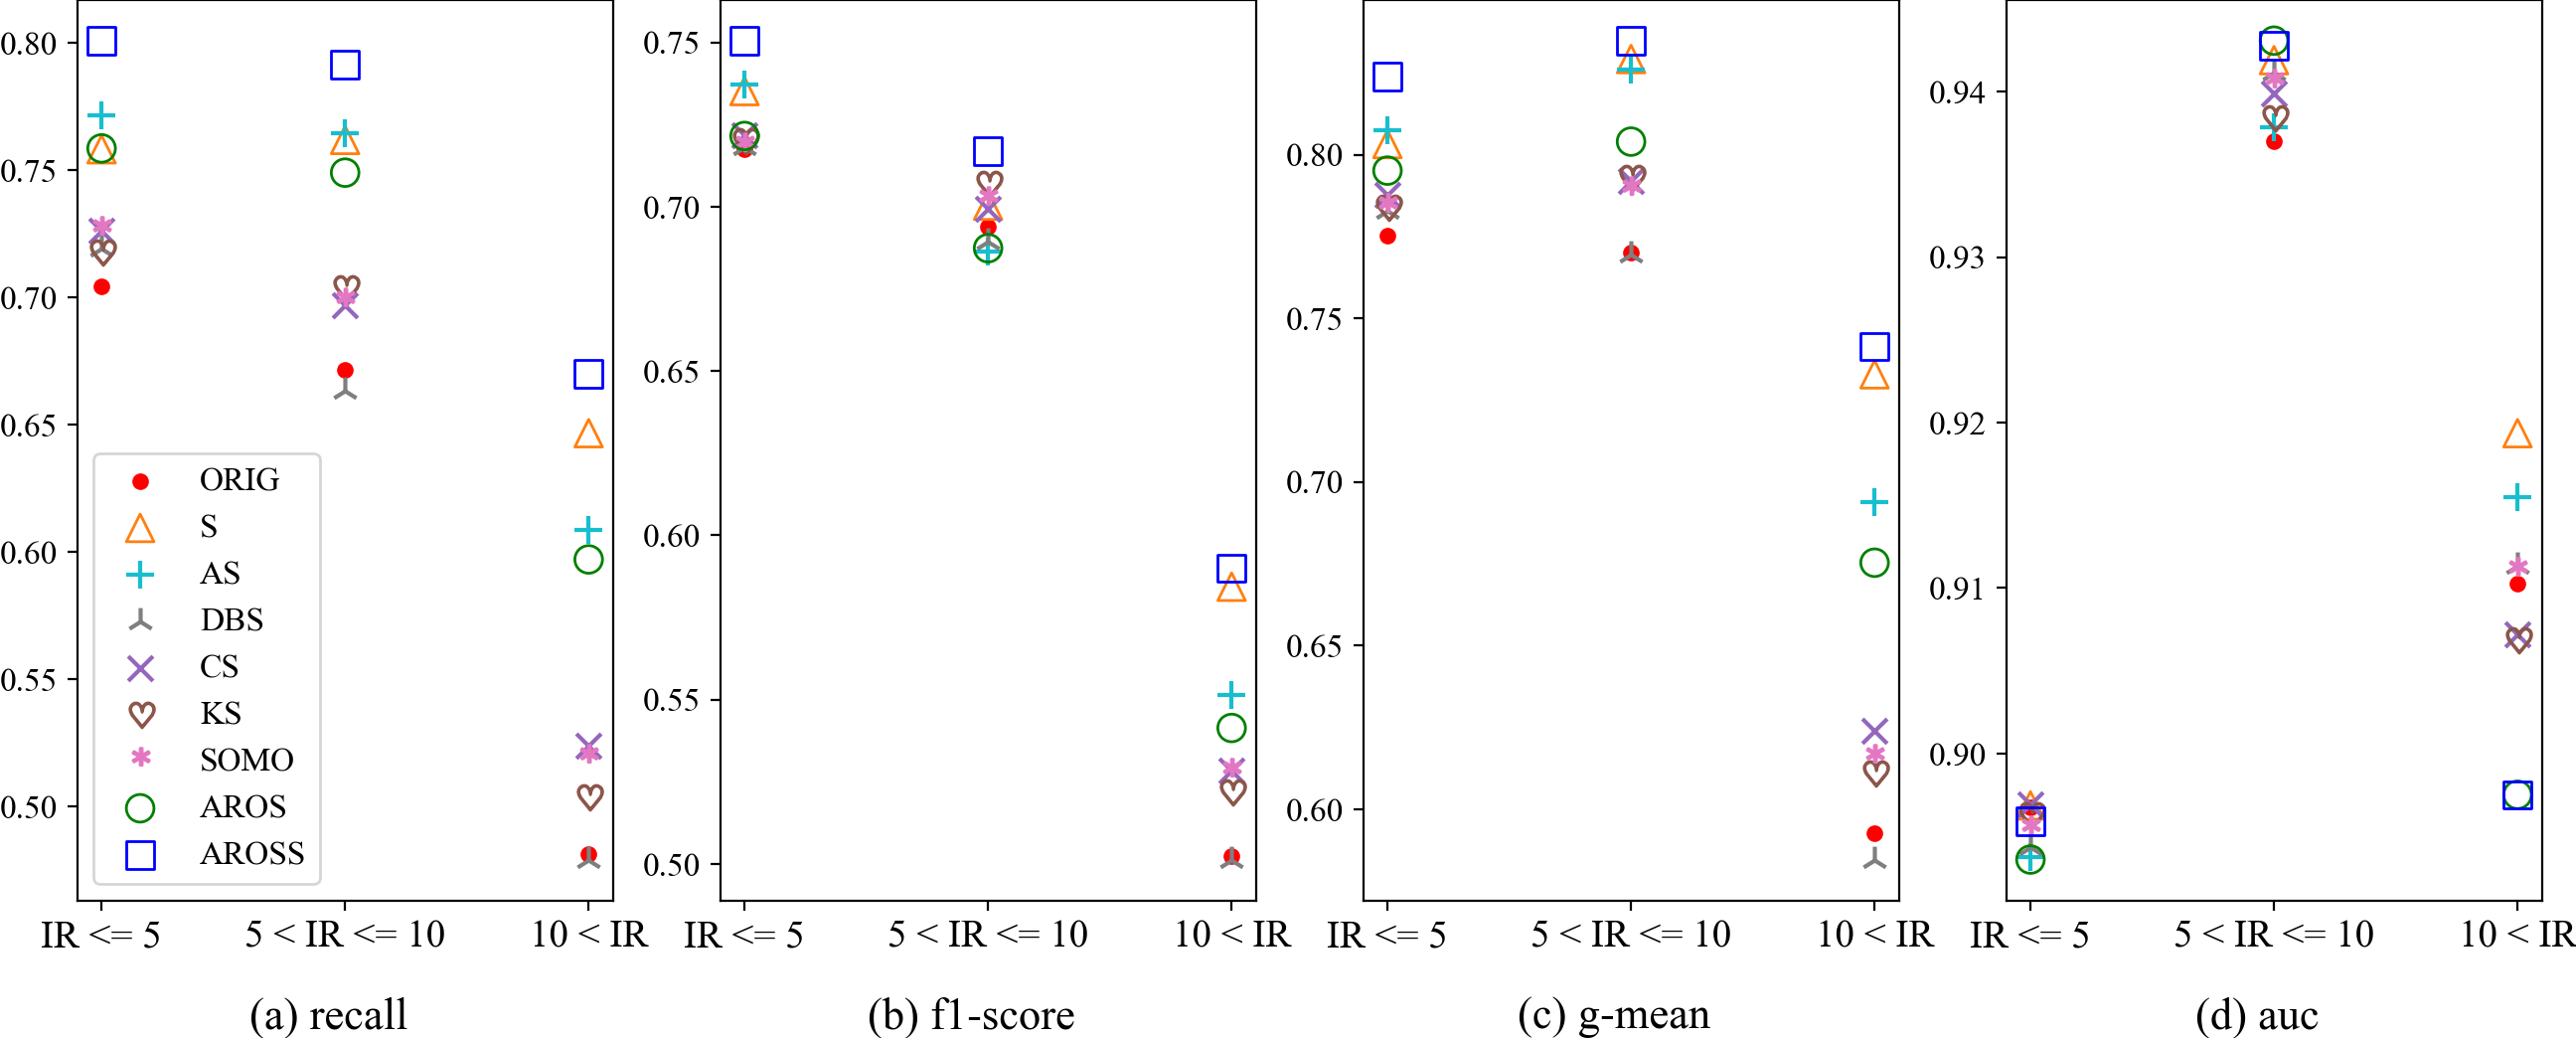 0.80
0.75
0.70
0.65
0.60
0.55
0.50
ORIG
S
AS
DBS
CS
KS
SOMO
AROS
AROSS
IR <= 5
5 < IR <= 10
10 < IR
(a) recall
0.75
0.70
0.65
0.60
0.55
0.50
IR <= 5
5 < IR <= 10
10 < IR
(b) f1-score
0.80
0.75
0.70
0.65
0.60
IR <= 5
5 < IR <= 10
10 < IR
(c) g-mean
0.94
0.93
0.92
0.91
0.90
IR <= 5
5 < IR <= 10
10 < IR
(d) auc